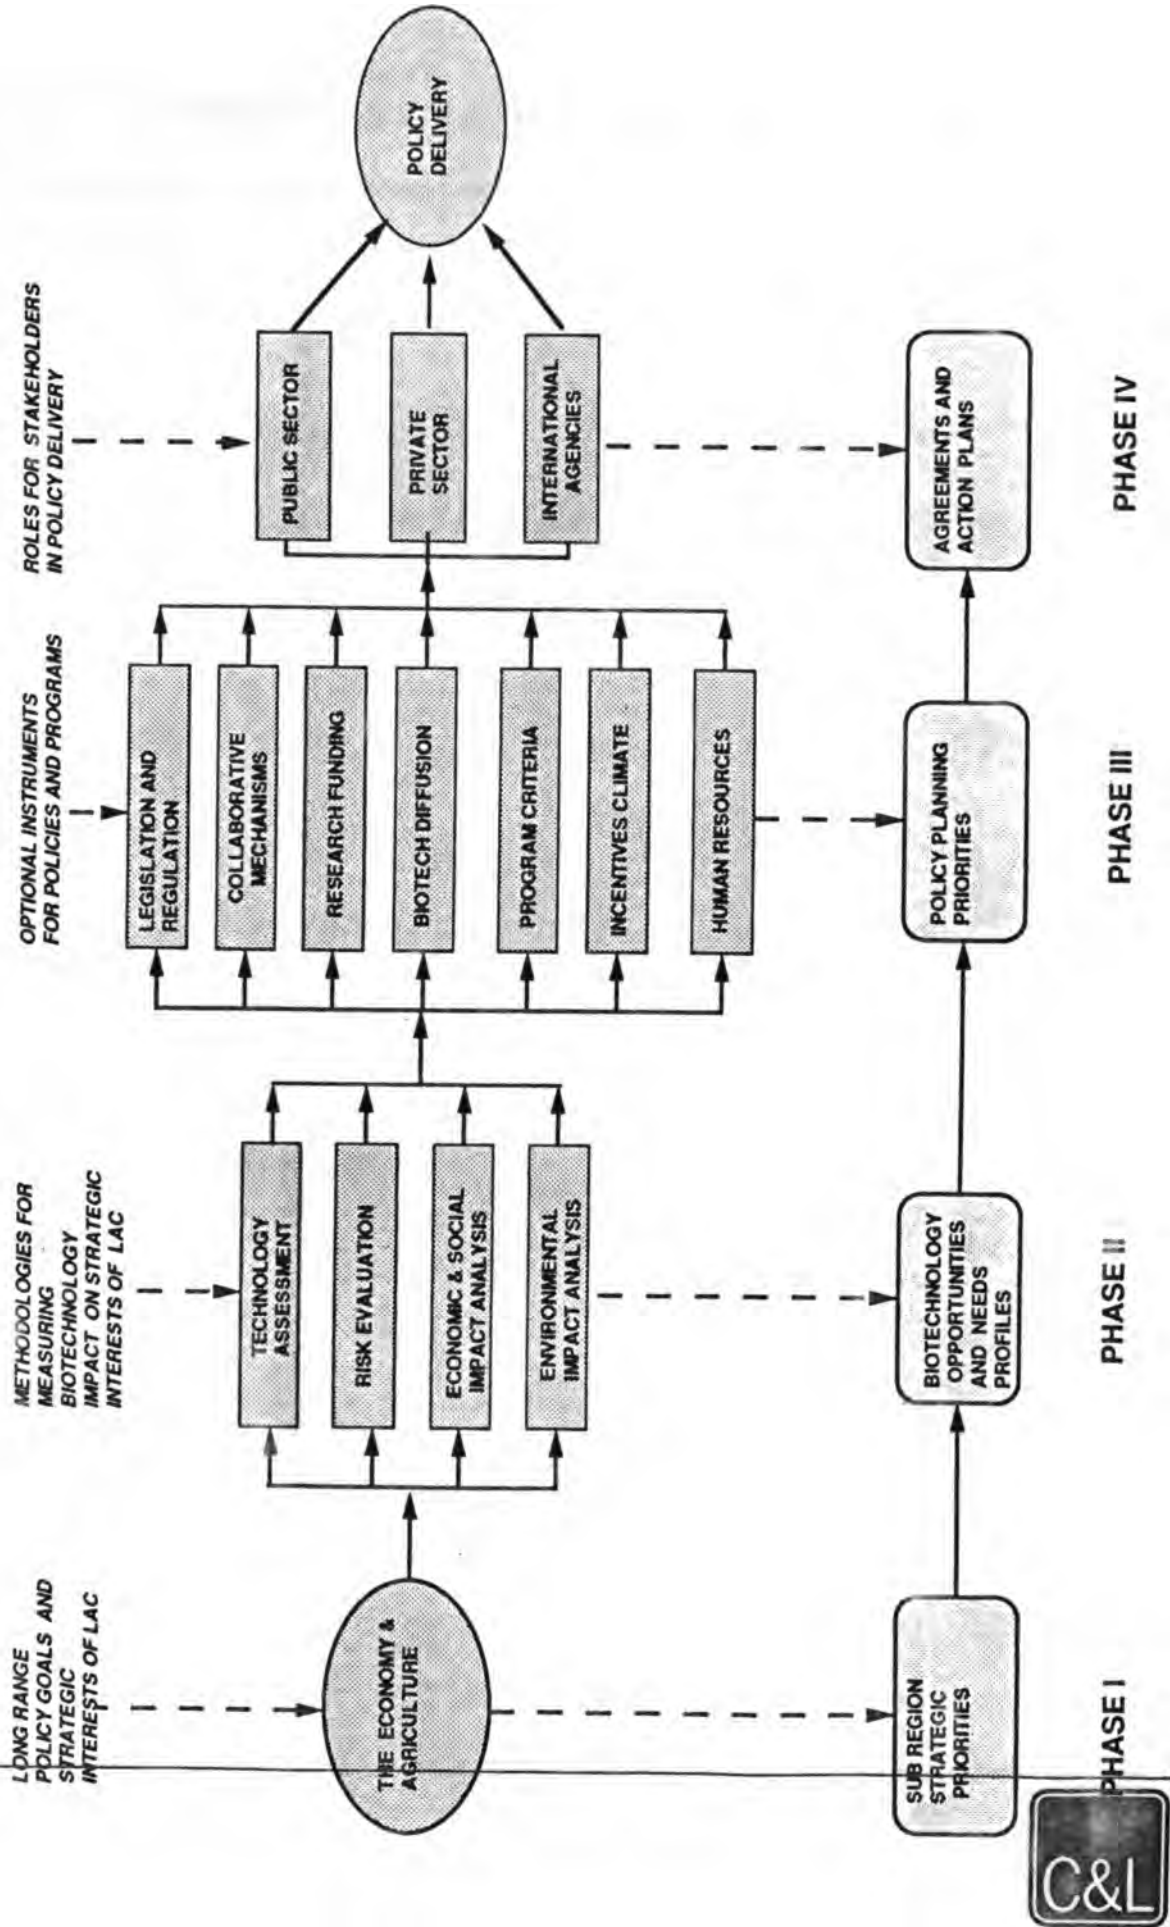 LONG RANGE
POLICY GOALS AND
STRATEGIC
INTERESTS OF LAC
METHODOLOGIES FOR
MEASURING
BIOTECHNOLOGY
IMPACT ON STRATEGIC
INTERESTS OF LAC
OPTIONAL INSTRUMENTS
FOR POLICIES AND PROGRAMS
ROLES FOR STAKEHOLDERS
IN POLICY DELIVERY
THE ECONOMY &
AGRICULTURE
TECHNOLOGY
ASSESSMENT
RISK EVALUATION
ECONOMIC & SOCIAL
IMPACT ANALYSIS
ENVIRONMENTAL
IMPACT ANALYSIS
LEGISLATION AND
REGULATION
COLLABORATIVE
MECHANISMS
RESEARCH FUNDING
BIOTECH DIFFUSION
PROGRAM CRITERIA
INCENTIVES CLIMATE
HUMAN RESOURCES
PUBLIC SECTOR
PRIVATE
SECTOR
INTERNATIONAL
AGENCIES
POLICY
DELIVERY
SUB REGION
STRATEGIC
PRIORITIES
BIOTECHNOLOGY
OPPORTUNITIES
AND NEEDS
PROFILES
POLICY PLANNING
PRIORITIES
AGREEMENTS AND
ACTION PLANS
PHASE I
PHASE II
PHASE III
PHASE IV
C&L